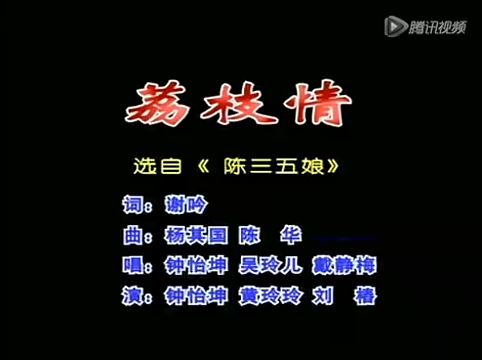 腾讯视频
荔枝情
选自《陈三五娘》
词：谢吟
曲：杨其国 陈 华
唱：钟怡坤 吴玲儿 戴静梅
演：钟怡坤 黄玲玲 刘 椿